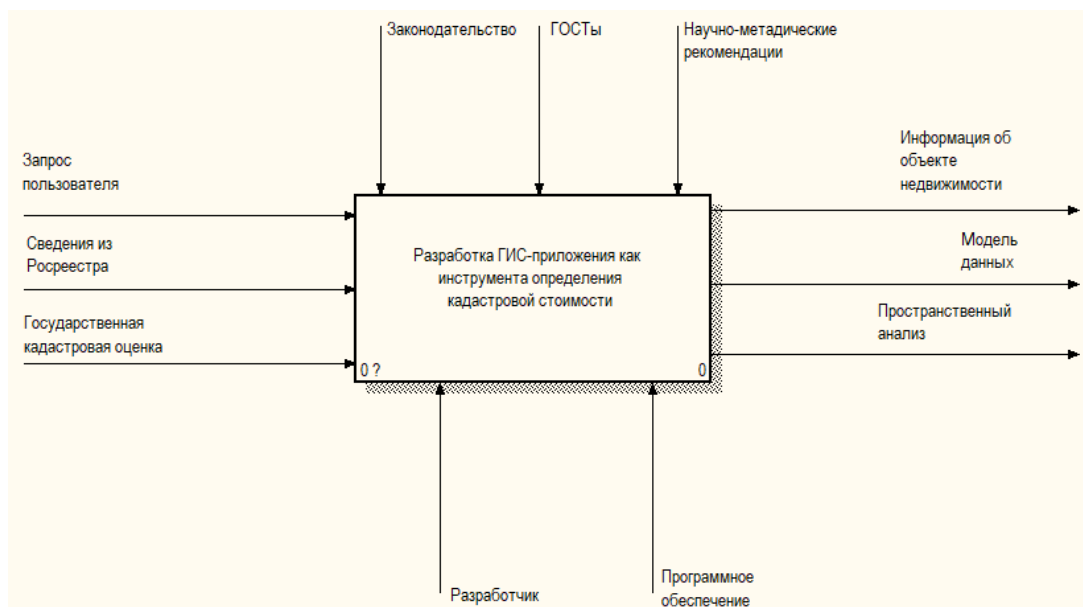 Законодательство
ГОСТы
Научно-метадические
рекомендации
Запрос
пользователя
Сведения из
Росреестра
Государственная
кадастровая оценка
Разработка ГИС-приложения как
инструмента определения
кадастровой стоимости
0 ?
0
Информация об
объекте
недвижимости
Модель
данных
Пространственный
анализ
Разработчик
Программное
обеспечение